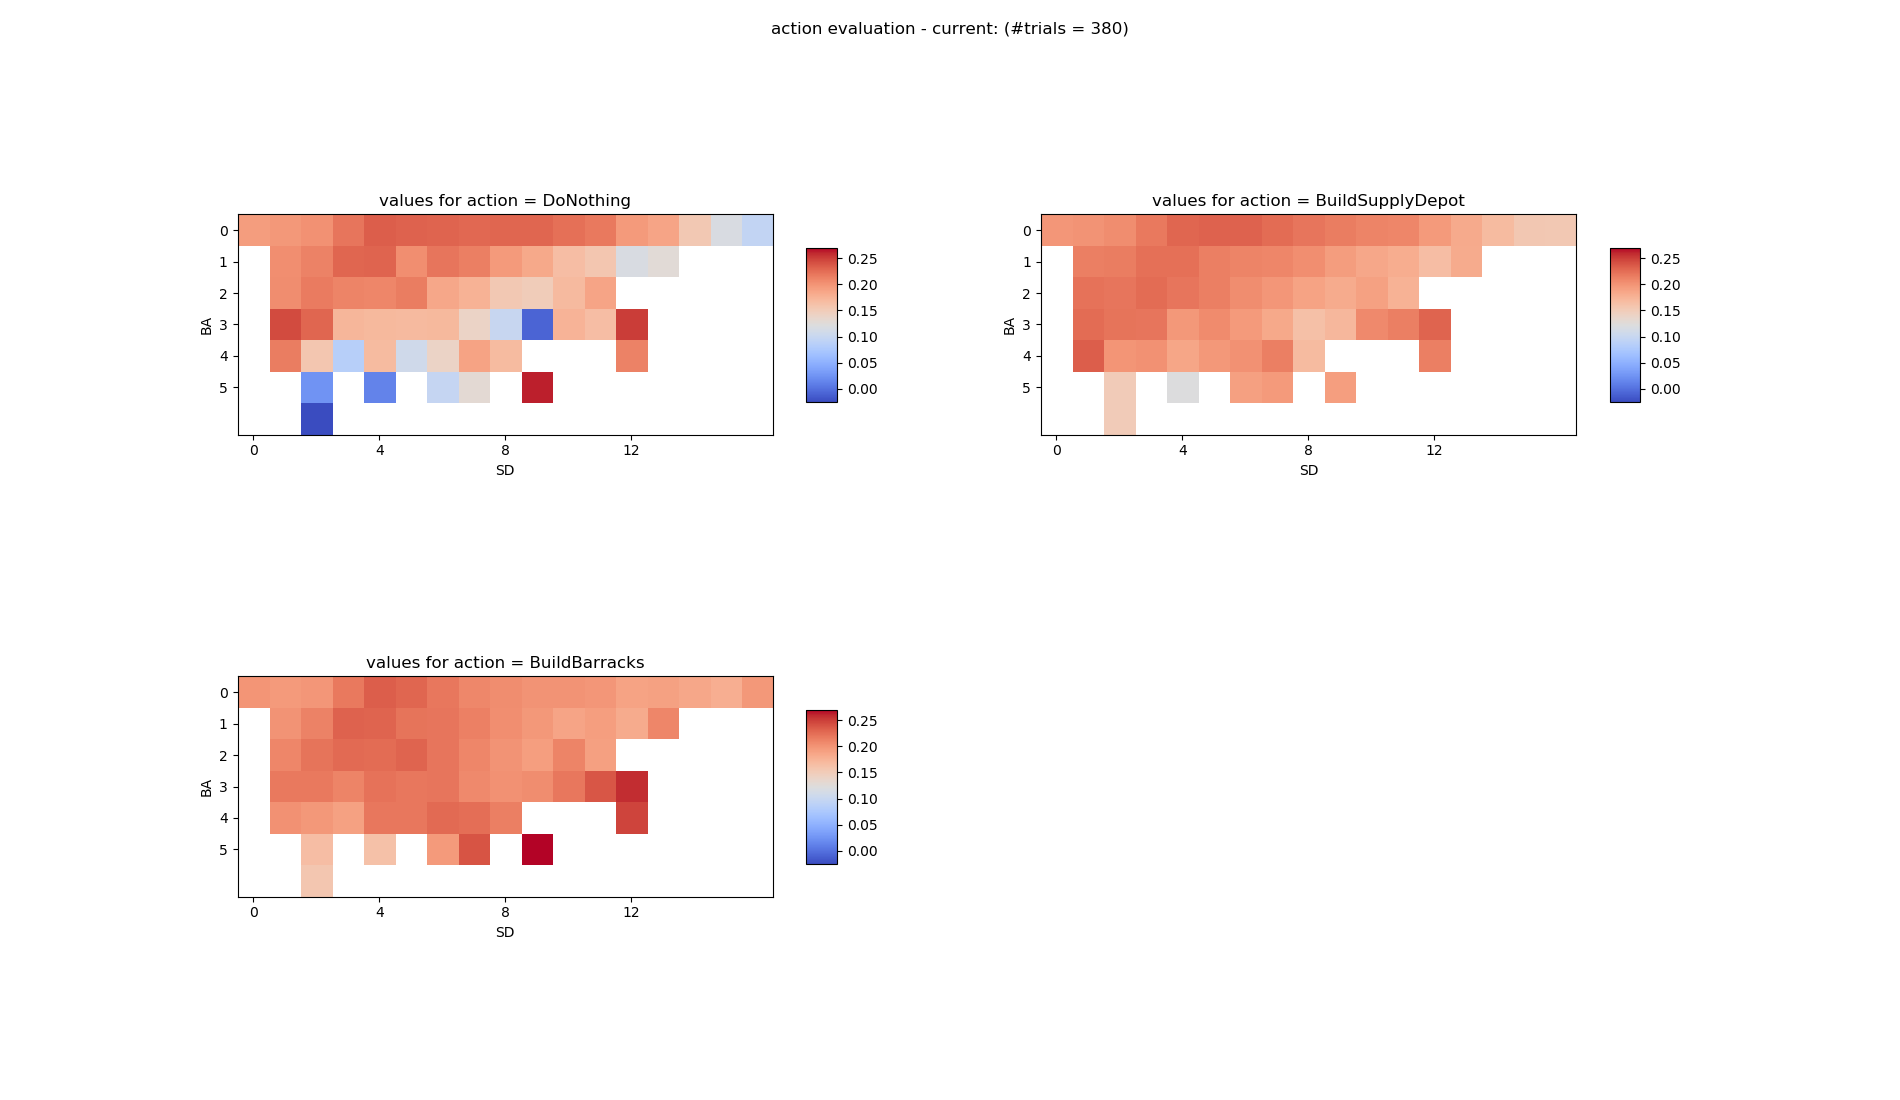 action evaluation - current: (#trials = 380)
values for action = DoNothing
0
1
2
3
4
5
BA
0 4 8 12
SD
0.25
0.20
0.15
0.10
0.05
0.00
values for action = BuildSupplyDepot
0
1
2
3
4
5
BA
0 4 8 12
SD
0.25
0.20
0.15
0.10
0.05
0.00
values for action = BuildBarracks
0
1
2
3
4
5
BA
0 4 8 12
SD
0.25
0.20
0.15
0.10
0.05
0.00